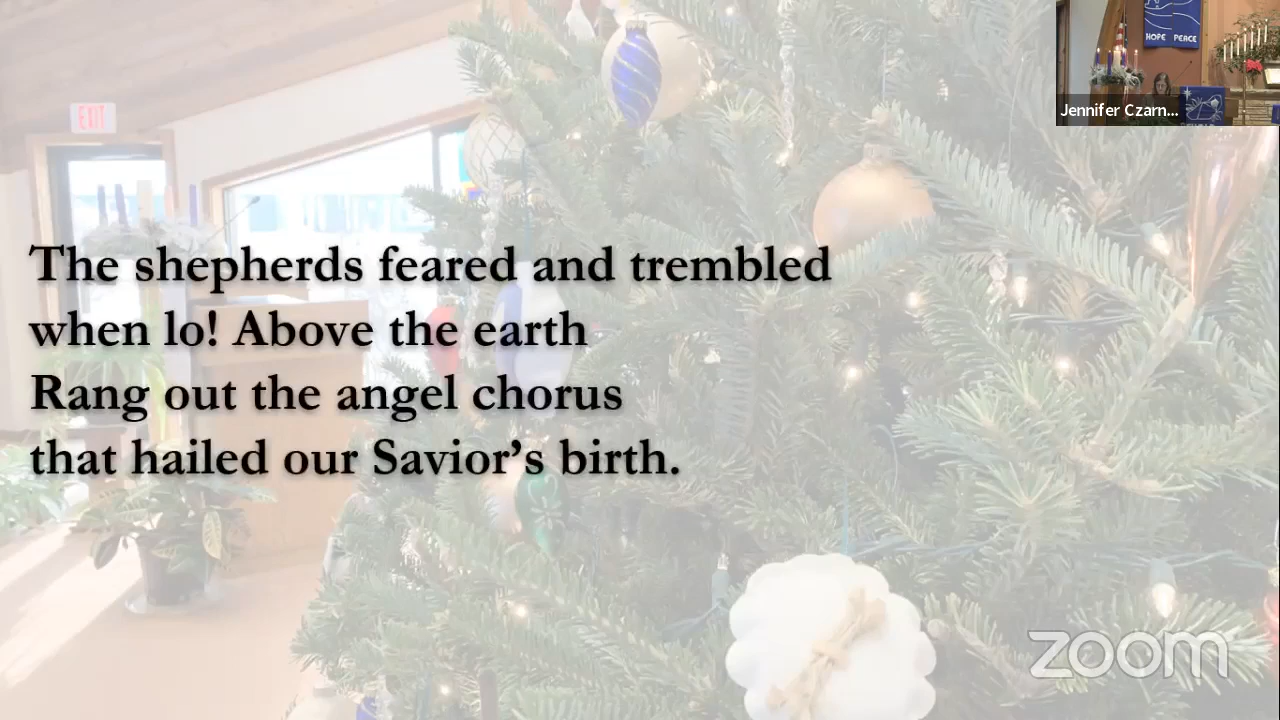 EXIT
HOPE PEACE
Jennifer Czarn...
The shepherds feared and trembled
when lo! Above the earth
Rang out the angel chorus
that hailed our Savior's birth.
zoom